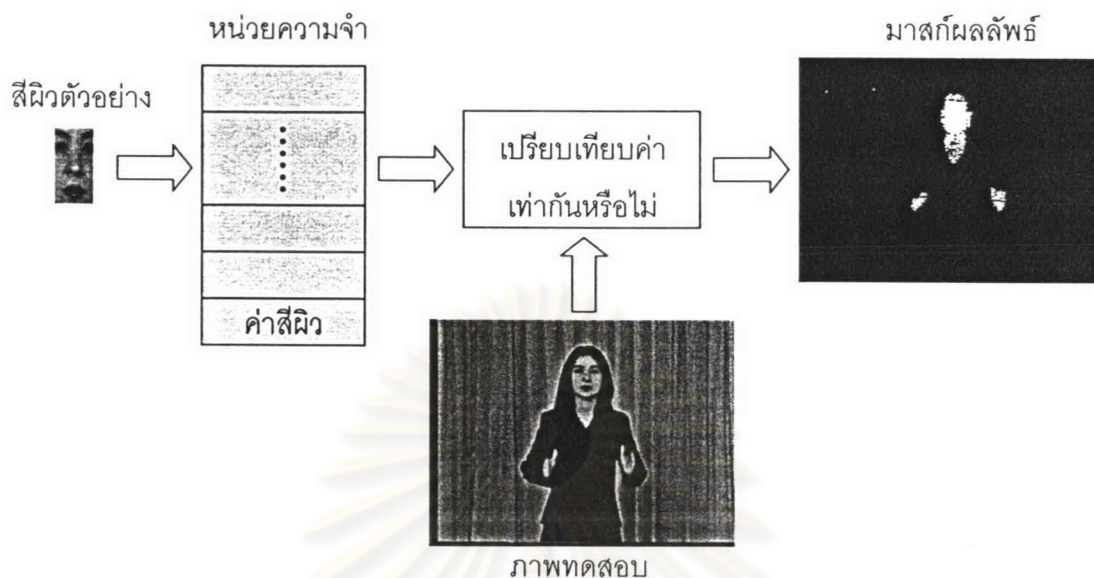 หน่วยความจำ
มาสก์ผลลัพธ์
สีผิวตัวอย่าง
เปรียบเทียบค่า
เท่ากันหรือไม่
ค่าสีผิว
ภาพทดสอบ